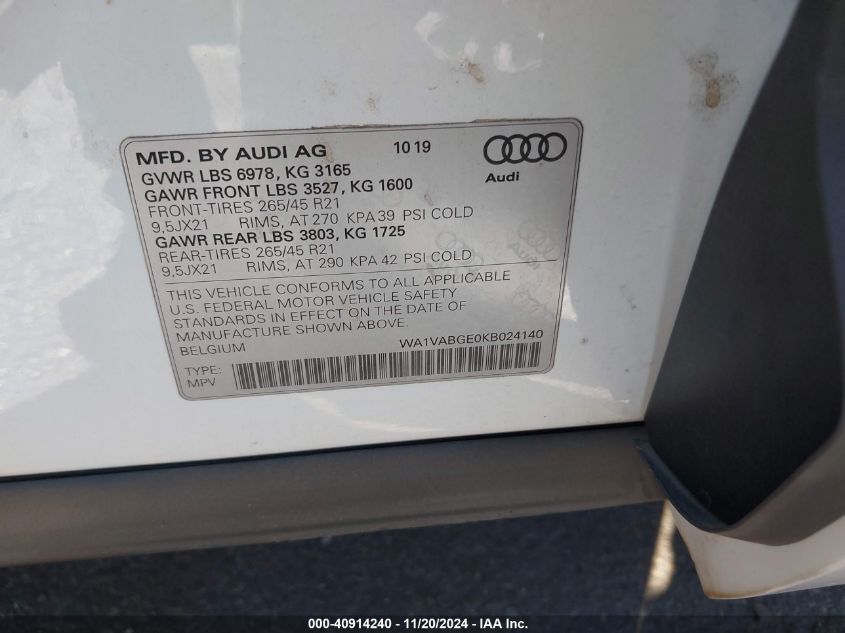 MFD. BY AUDI AG 10 19
GVWR LBS 6978, KG 3165
GAWR FRONT LBS 3527, KG 1600
FRONT-TIRES 265/45 R21
9,5JX21 RIMS, AT 270 KPA 39 PSI COLD
GAWR REAR LBS 3803, KG 1725
REAR-TIRES 265/45 R21
9,5JX21 RIMS, AT 290 KPA 42 PSI COLD
Audi
THIS VEHICLE CONFORMS TO ALL APPLICABLE
U.S. FEDERAL MOTOR VEHICLE SAFETY
STANDARDS IN EFFECT ON THE DATE OF
MANUFACTURE SHOWN ABOVE.
BELGIUM WA1VABGE0KB024140
TYPE:
MPV
Audi
000-40914240 - 11/20/2024 - © IAA Inc.